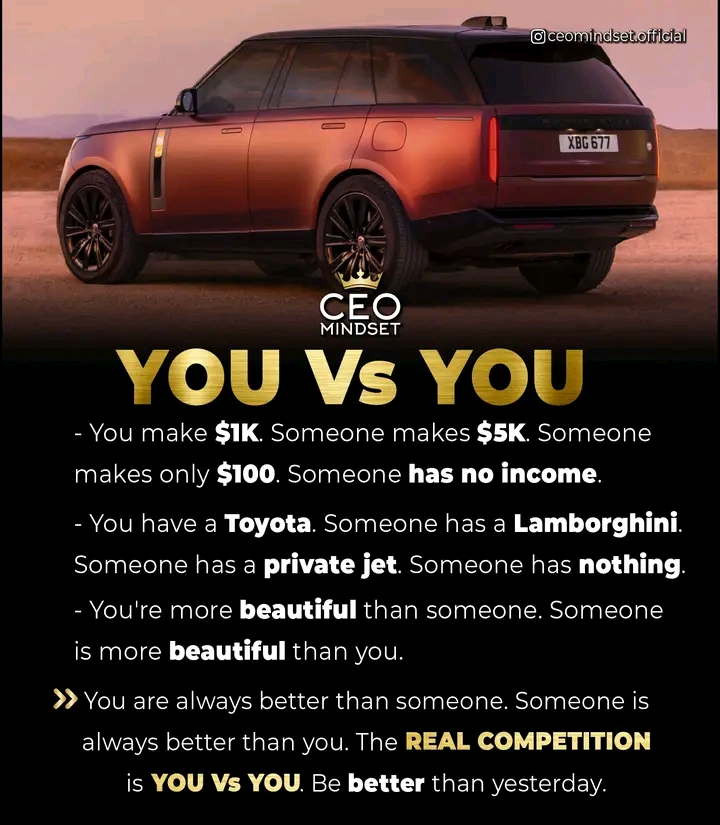 ceomindset.official
XBG 677
CEO
MINDSET
YOU Vs YOU
- You make $1K. Someone makes $5K. Someone
makes only $100. Someone has no income.
- You have a Toyota. Someone has a Lamborghini.
Someone has a private jet. Someone has nothing.
- You're more beautiful than someone. Someone
is more beautiful than you.
You are always better than someone. Someone is
always better than you. The REAL COMPETITION
is YOU Vs YOU. Be better than yesterday.